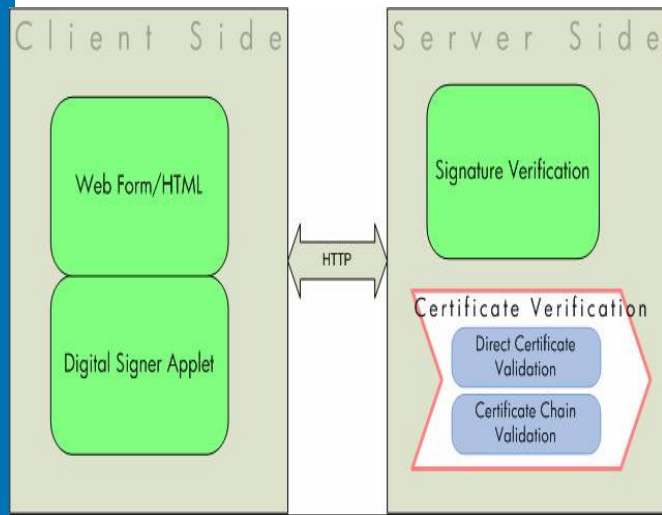 Client Side
Web Form/HTML
Digital Signer Applet
HTTP
Server Side
Signature Verification
Certificate Verification
Direct Certificate
Validation
Certificate Chain
Validation